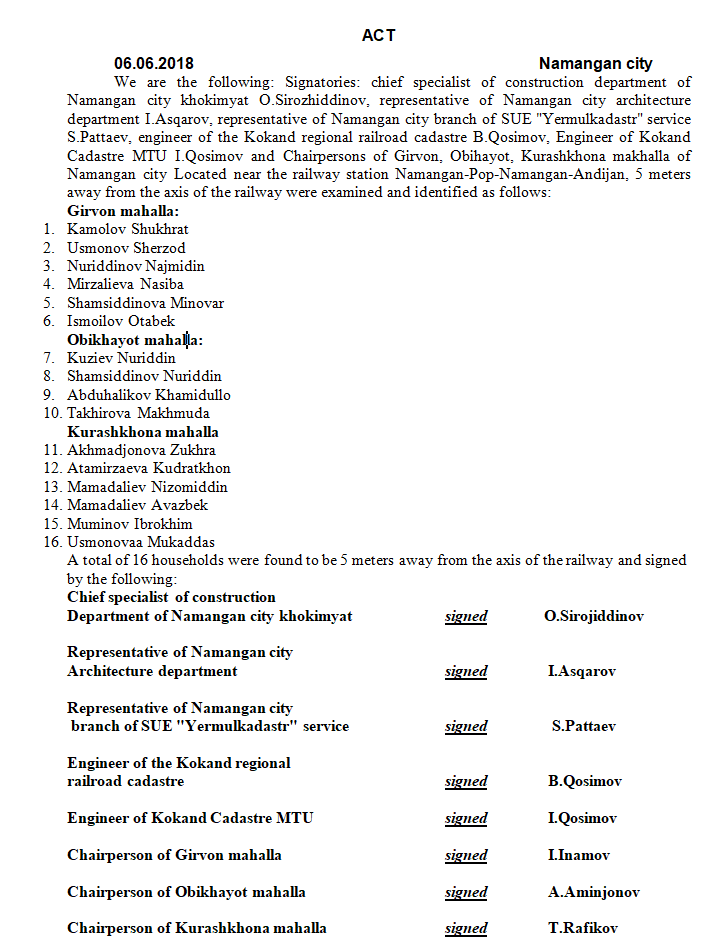 ACT
06.06.2018 Namangan city
We are the following: Signatories: chief specialist of construction department of
Namangan city khokimyat O.Sirozhiddinov, representative of Namangan city architecture
department I.Asqarov, representative of Namangan city branch of SUE "Yermulkadastr" service
S.Pattaev, engineer of the Kokand regional railroad cadastre B.Qosimov, Engineer of Kokand
Cadastre MTU I.Qosimov and Chairpersons of Girvon, Obihayot, Kurashkhona makhalla of
Namangan city Located near the railway station Namangan-Pop-Namangan-Andijan, 5 meters
away from the axis of the railway were examined and identified as follows:
Girvon mahalla:
1. Kamolov Shukhrat
2. Usmonov Sherzod
3. Nuriddinov Najmidin
4. Mirzalieva Nasiba
5. Shamsiddinova Minovar
6. Ismoilov Otabek
Obikhayot mahalla:
7. Kuziev Nuriddin
8. Shamsiddinov Nuriddin
9. Abduhalikov Khamidullo
10. Takhirova Makhmuda
Kurashkhona mahalla
11. Akhmadjonova Zukhra
12. Atamirzaeva Kudratkhon
13. Mamadaliev Nizomiddin
14. Mamadaliev Avazbek
15. Muminov Ibrokhim
16. Usmonovaa Mukaddas
A total of 16 households were found to be 5 meters away from the axis of the railway and signed
by the following:
Chief specialist of construction
Department of Namangan city khokimyat signed O.Sirojiddinov
Representative of Namangan city
Architecture department signed I.Asqarov
Representative of Namangan city
branch of SUE "Yermulkadastr" service signed S.Pattaev
Engineer of the Kokand regional
railroad cadastre signed B.Qosimov
Engineer of Kokand Cadastre MTU signed I.Qosimov
Chairperson of Girvon mahalla signed I.Inamov
Chairperson of Obikhayot mahalla signed A.Aminjonov
Chairperson of Kurashkhona mahalla signed T.Rafikov